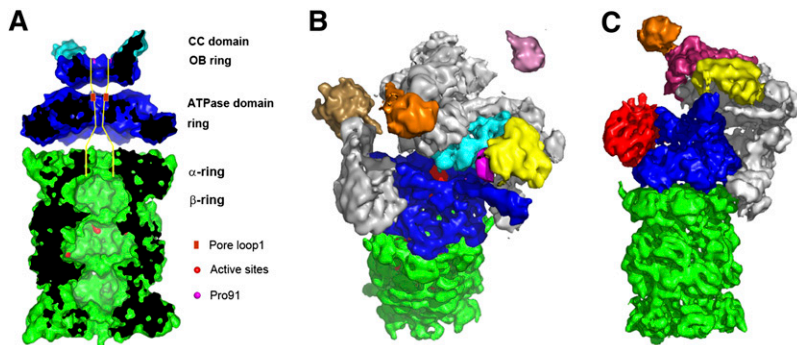 A
B
C
CC domain
OB ring
ATPase domain
ring
α-ring
β-ring
Pore loop1
Active sites
Pro91